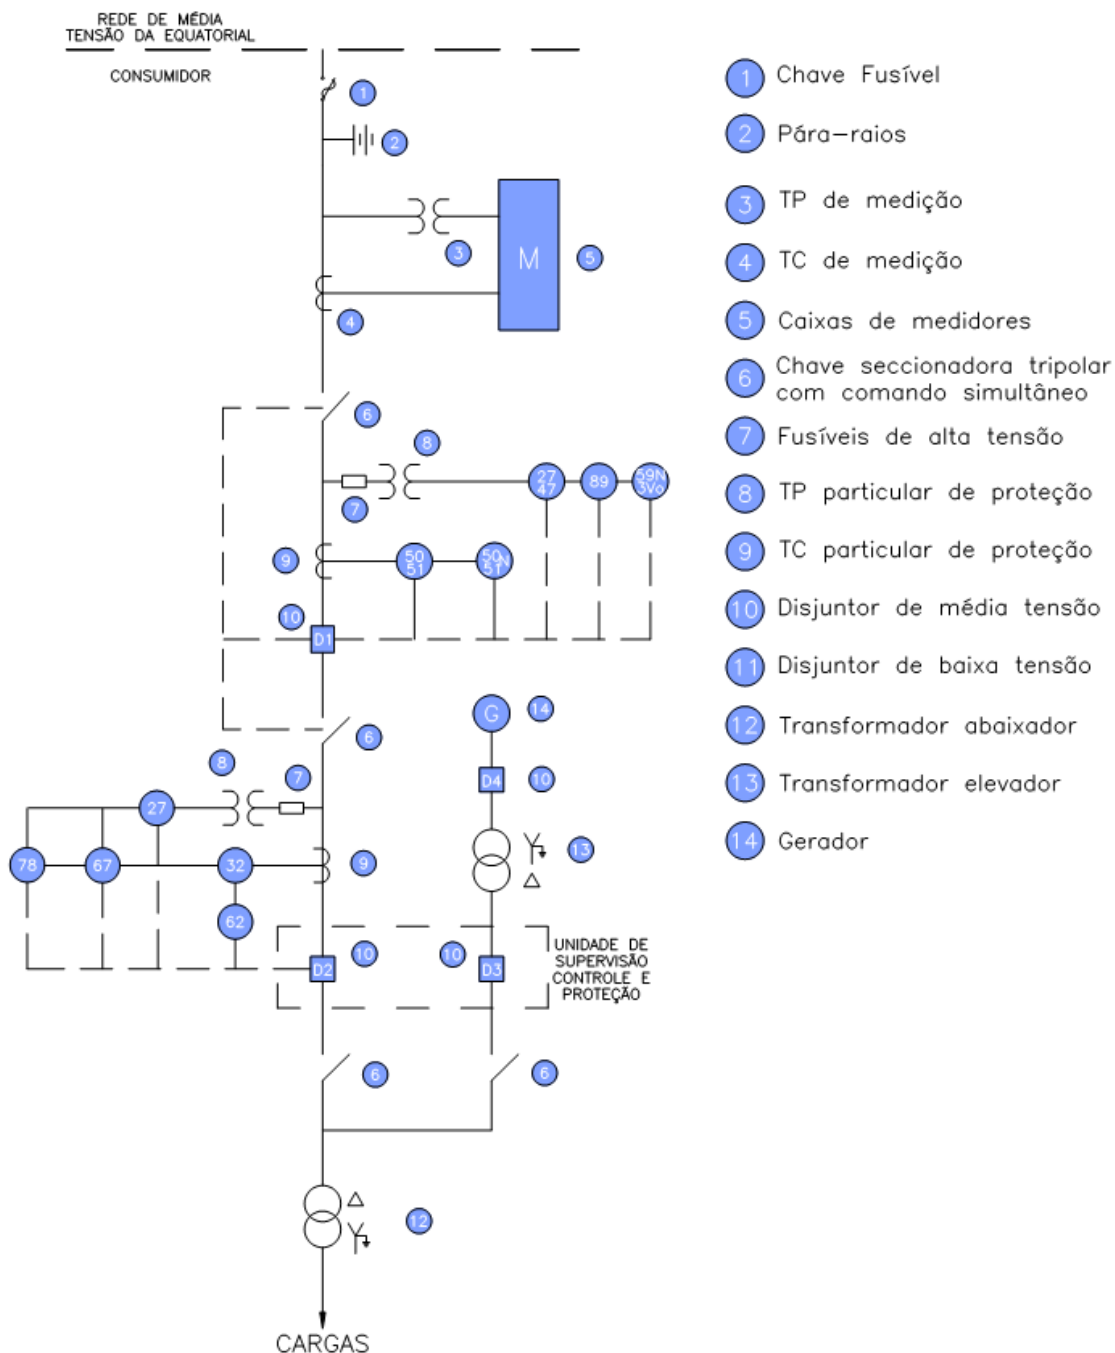 REDE DE MÉDIA
TENSÃO DA EQUATORIAL
CONSUMIDOR
1
2
3
M
5
4
6
8
7
27
47
89
59N
3Vo
9
50
51
50
51
N
10
D1
6
G
14
D4
10
13
8
7
27
78
67
32
9
62
10
D2
10
D3
UNIDADE DE
SUPERVISÃO
CONTROLE E
PROTEÇÃO
6
6
12
CARGAS
1 Chave Fusível
2 Pára-raios
3 TP de medição
4 TC de medição
5 Caixas de medidores
6 Chave seccionadora tripolar
com comando simultâneo
7 Fusíveis de alta tensão
8 TP particular de proteção
9 TC particular de proteção
10 Disjuntor de média tensão
11 Disjuntor de baixa tensão
12 Transformador abaixador
13 Transformador elevador
14 Gerador